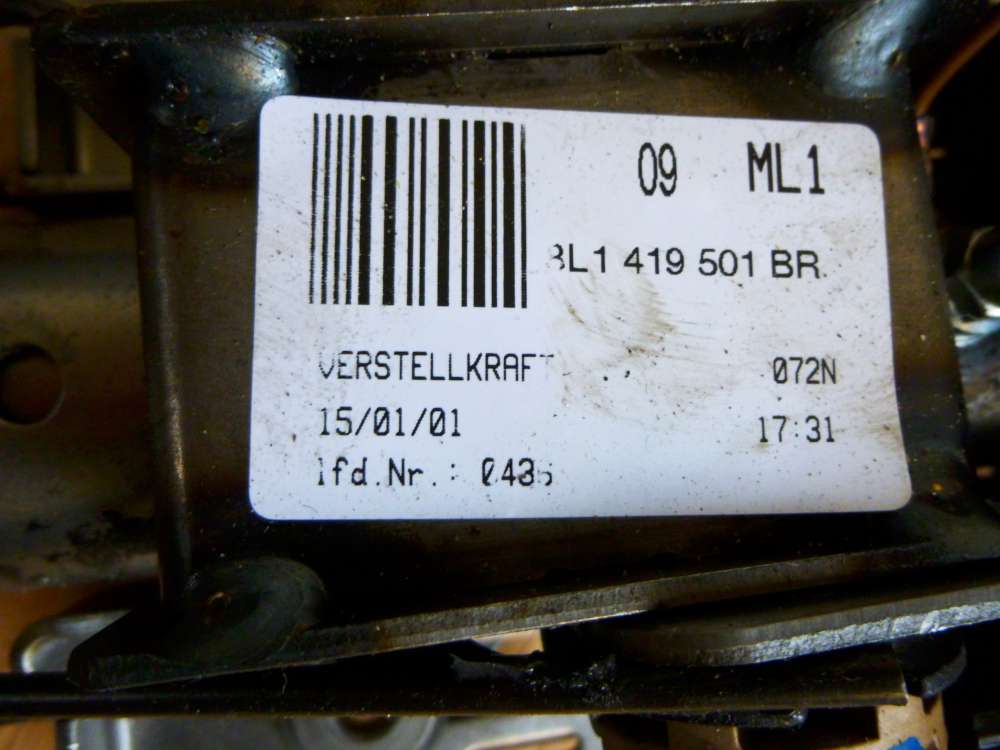 09 ML1
8L1 419 501 BR.
VERSTELLKRAFT 072N
15/01/01 17:31
lfd.Nr.: 0435